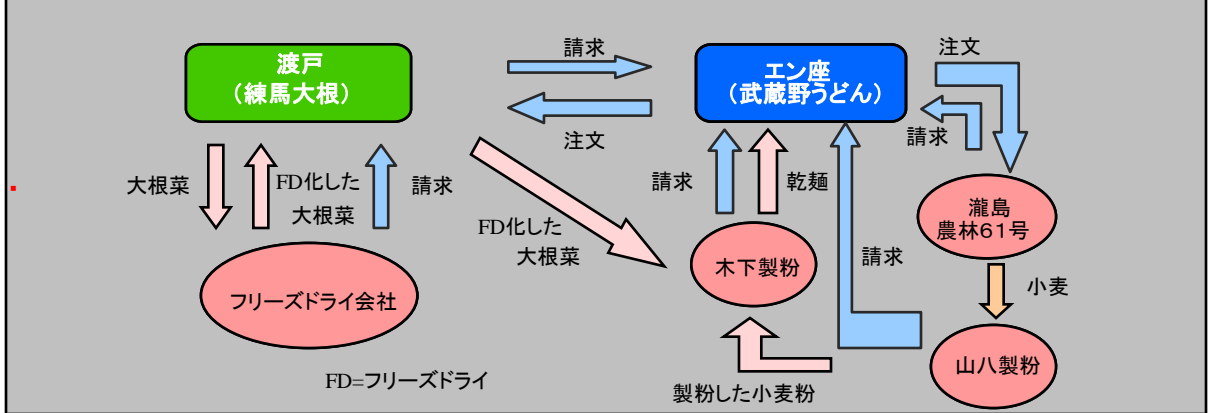 渡戸
(練馬大根)
請求
注文
エン座
(武蔵野うどん)
注文
請求
大根菜
FD化した
大根菜
請求
FD化した
大根菜
請求
乾麺
請求
瀧島
農林61号
小麦
フリーズドライ会社
木下製粉
山八製粉
製粉した小麦粉
FD=フリーズドライ